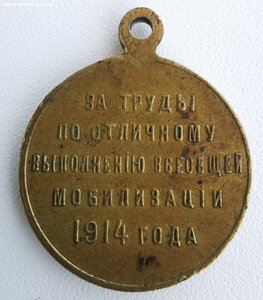 ЗА ТРУДЫ
ПО ОТЛИЧНОМУ
ВЫПОЛНЕНІЮ ВСЕОБЩЕЙ
МОБИЛИЗАЦІИ
1914 ГОДА